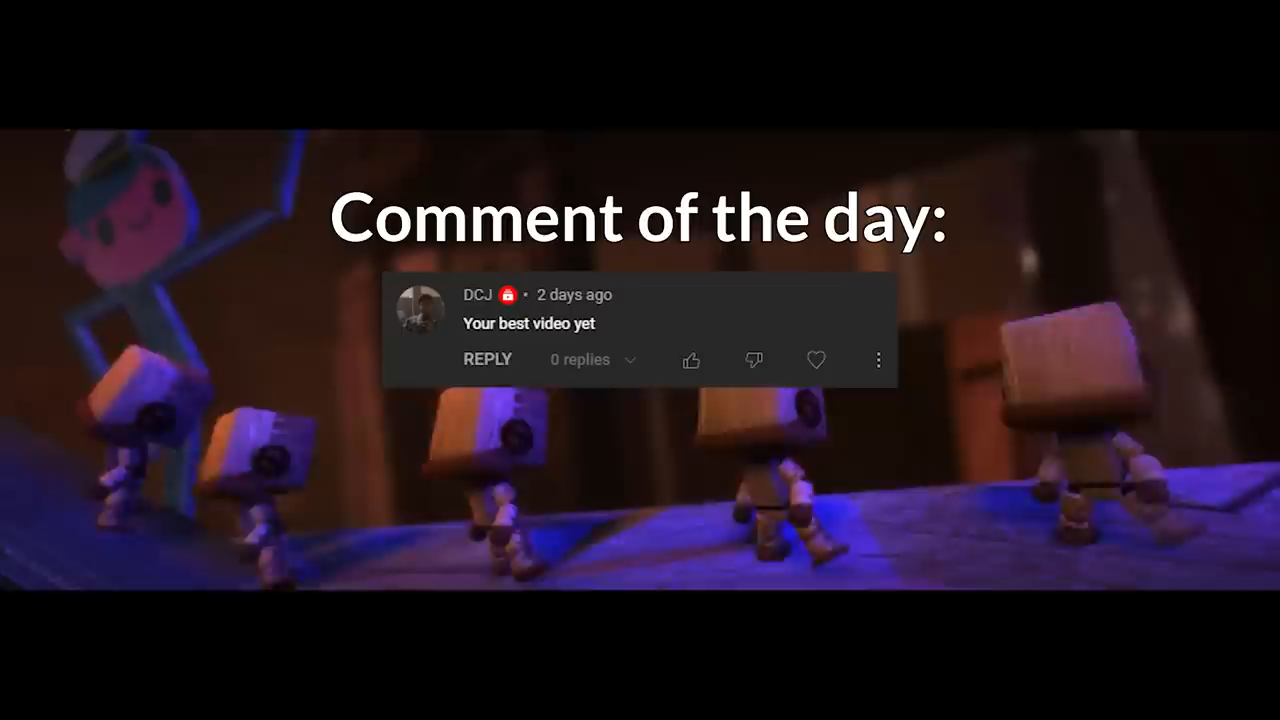 Comment of the day:
DCJ • 2 days ago
Your best video yet
REPLY 0 replies